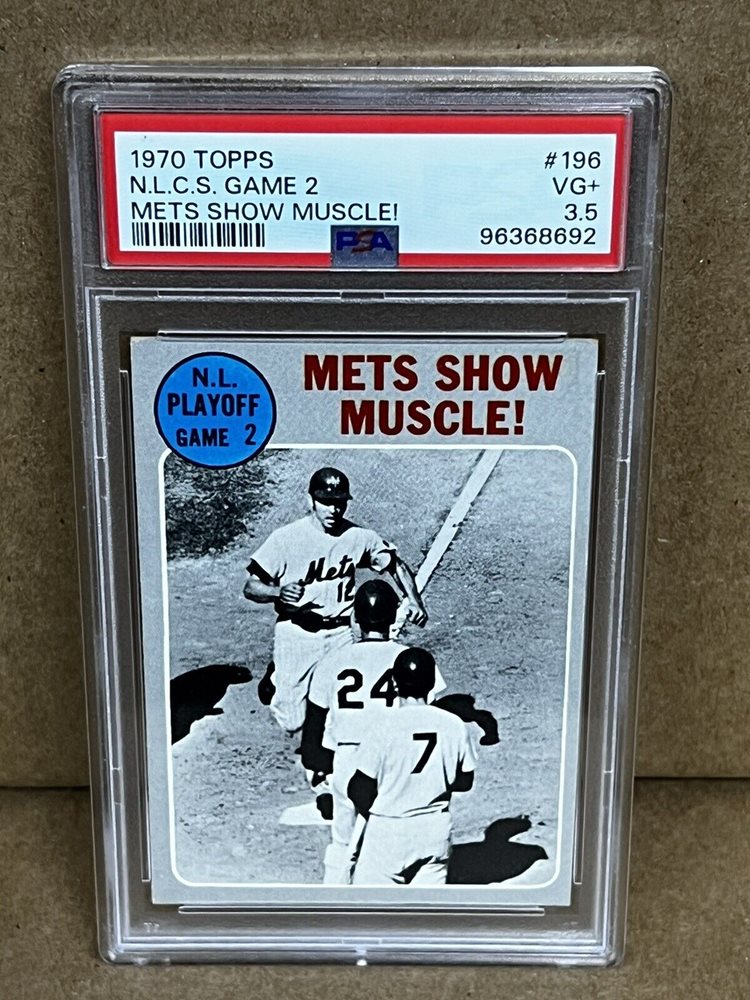 1970 TOPPS #196
N.L.C.S. GAME 2 VG+
METS SHOW MUSCLE! 3.5
PSA 96368692
N.L.
PLAYOFF
GAME 2
METS SHOW
MUSCLE!
Mets
12
24
7